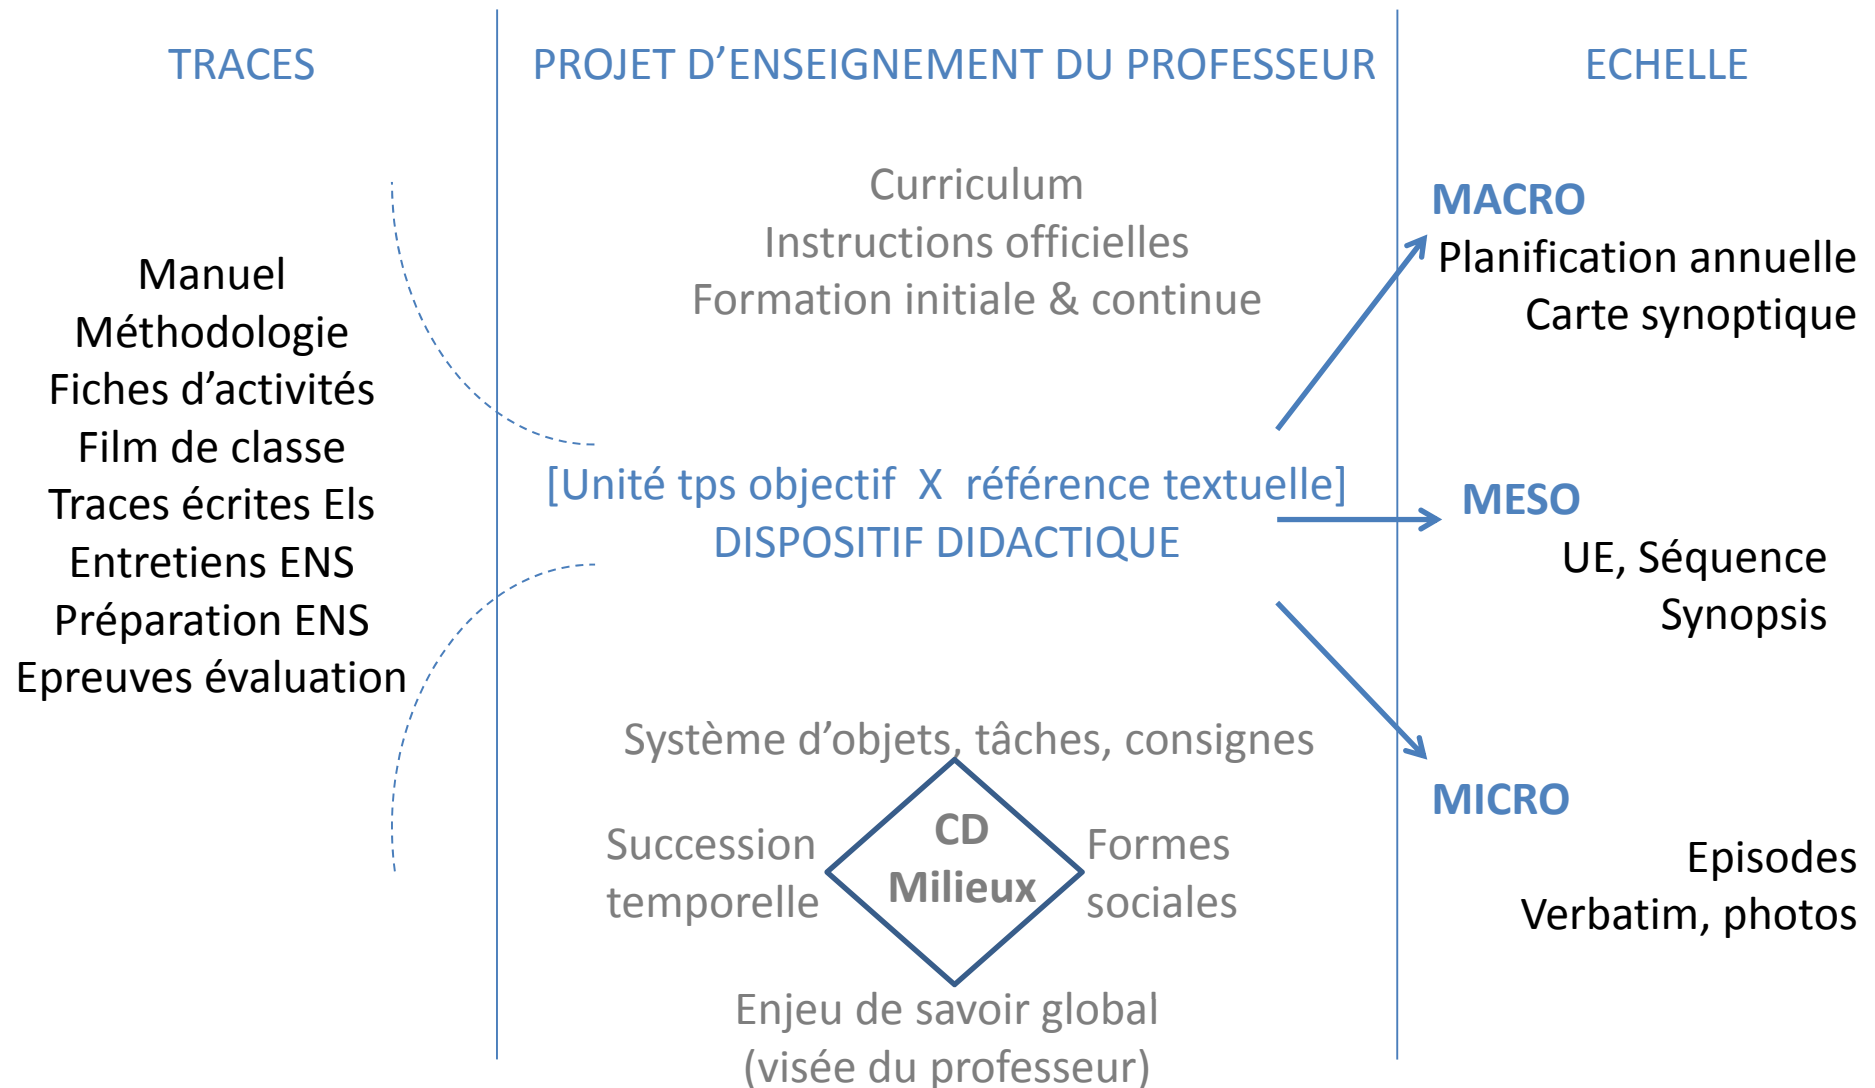 TRACES
Manuel
Méthodologie
Fiches d’activités
Film de classe
Traces écrites Els
Entretiens ENS
Préparation ENS
Epreuves évaluation
PROJET D’ENSEIGNEMENT DU PROFESSEUR
Curriculum
Instructions officielles
Formation initiale & continue
[Unité tps objectif X référence textuelle]
DISPOSITIF DIDACTIQUE
Système d’objets, tâches, consignes
Succession
temporelle
CD
Milieux
Formes
sociales
Enjeu de savoir global
(visée du professeur)
ECHELLE
MACRO
Planification annuelle
Carte synoptique
MESO
UE, Séquence
Synopsis
MICRO
Episodes
Verbatim, photos